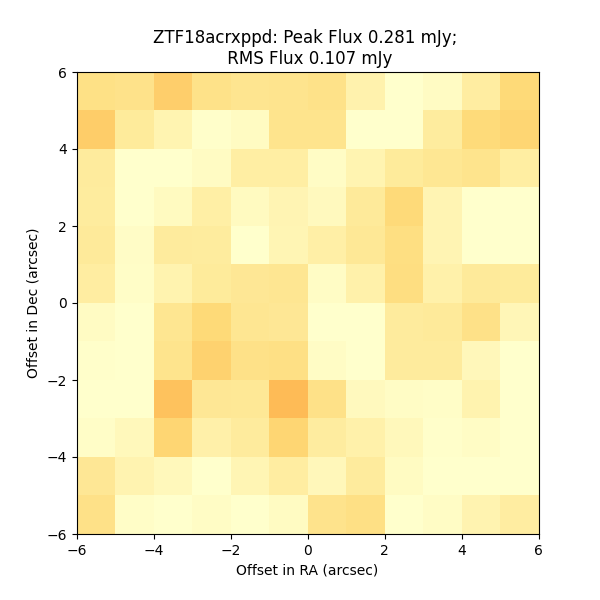 ZTF18acrxppd: Peak Flux 0.281 mJy;
RMS Flux 0.107 mJy
6
4
2
0
−2
−4
−6
Offset in Dec (arcsec)
−6 −4 −2 0 2 4 6
Offset in RA (arcsec)